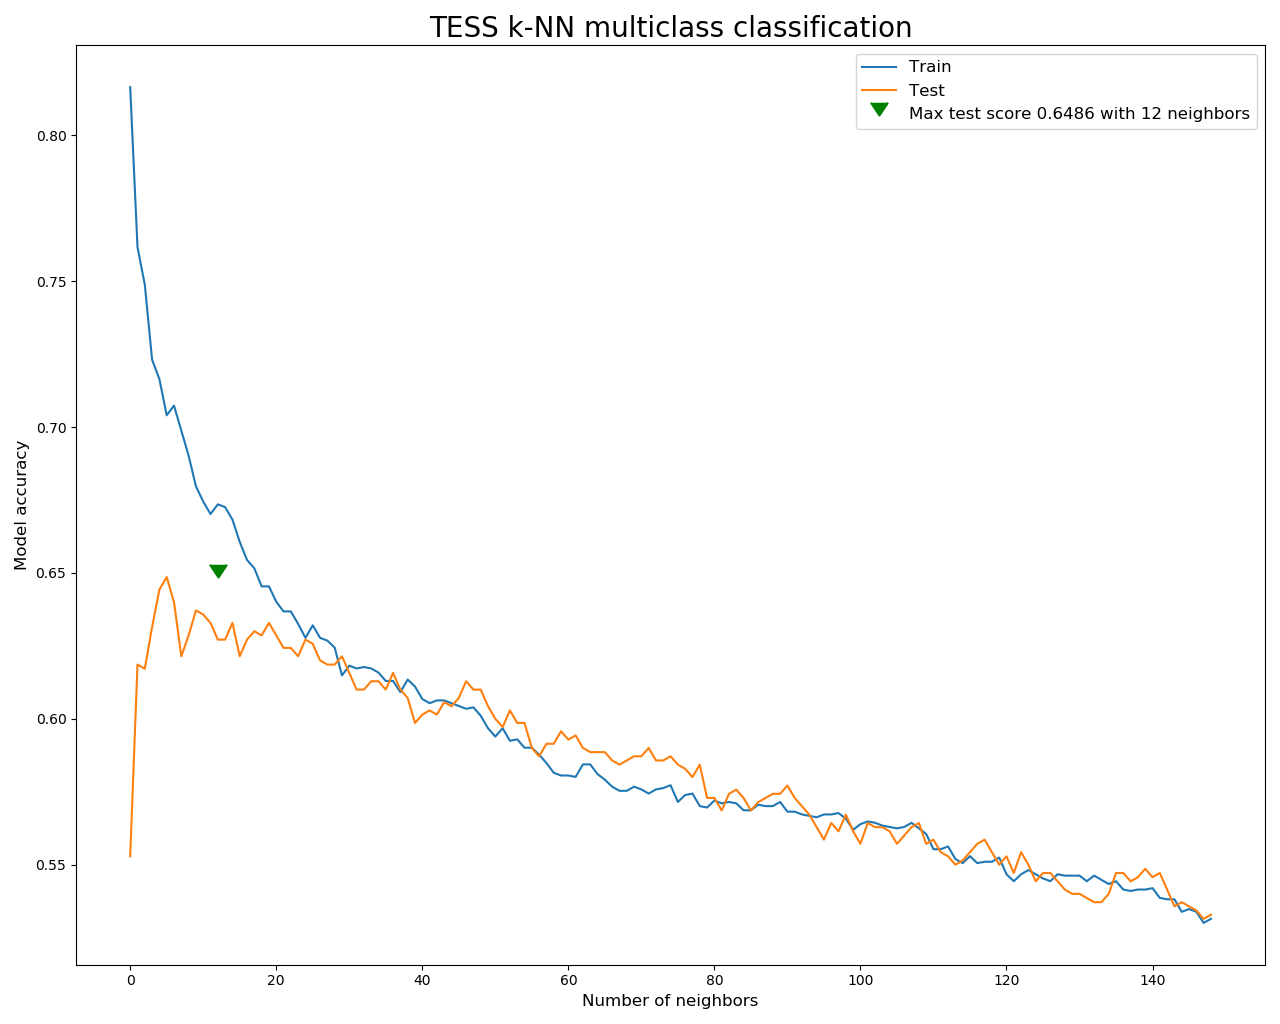 TESS k-NN multiclass classification
Train
Test
Max test score 0.6486 with 12 neighbors
Model accuracy
0.80
0.75
0.70
0.65
0.60
0.55
0 20 40 60 80 100 120 140
Number of neighbors